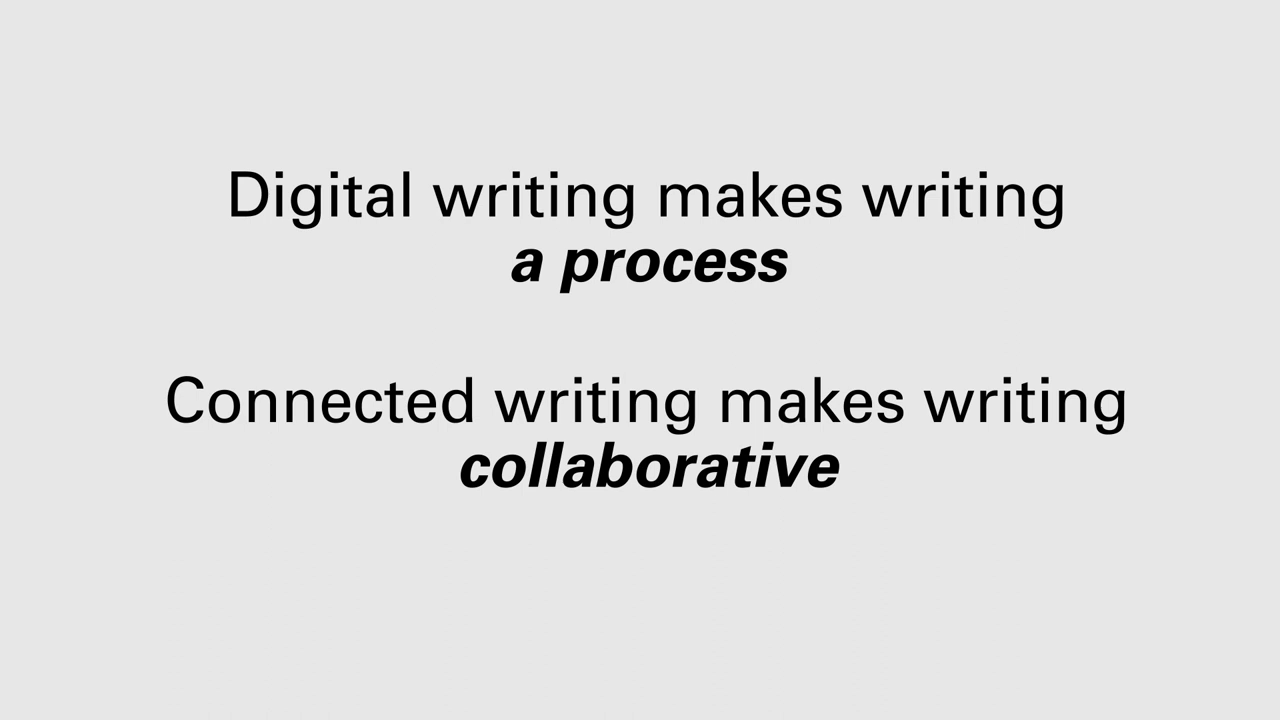 Digital writing makes writing
a process
Connected writing makes writing
collaborative